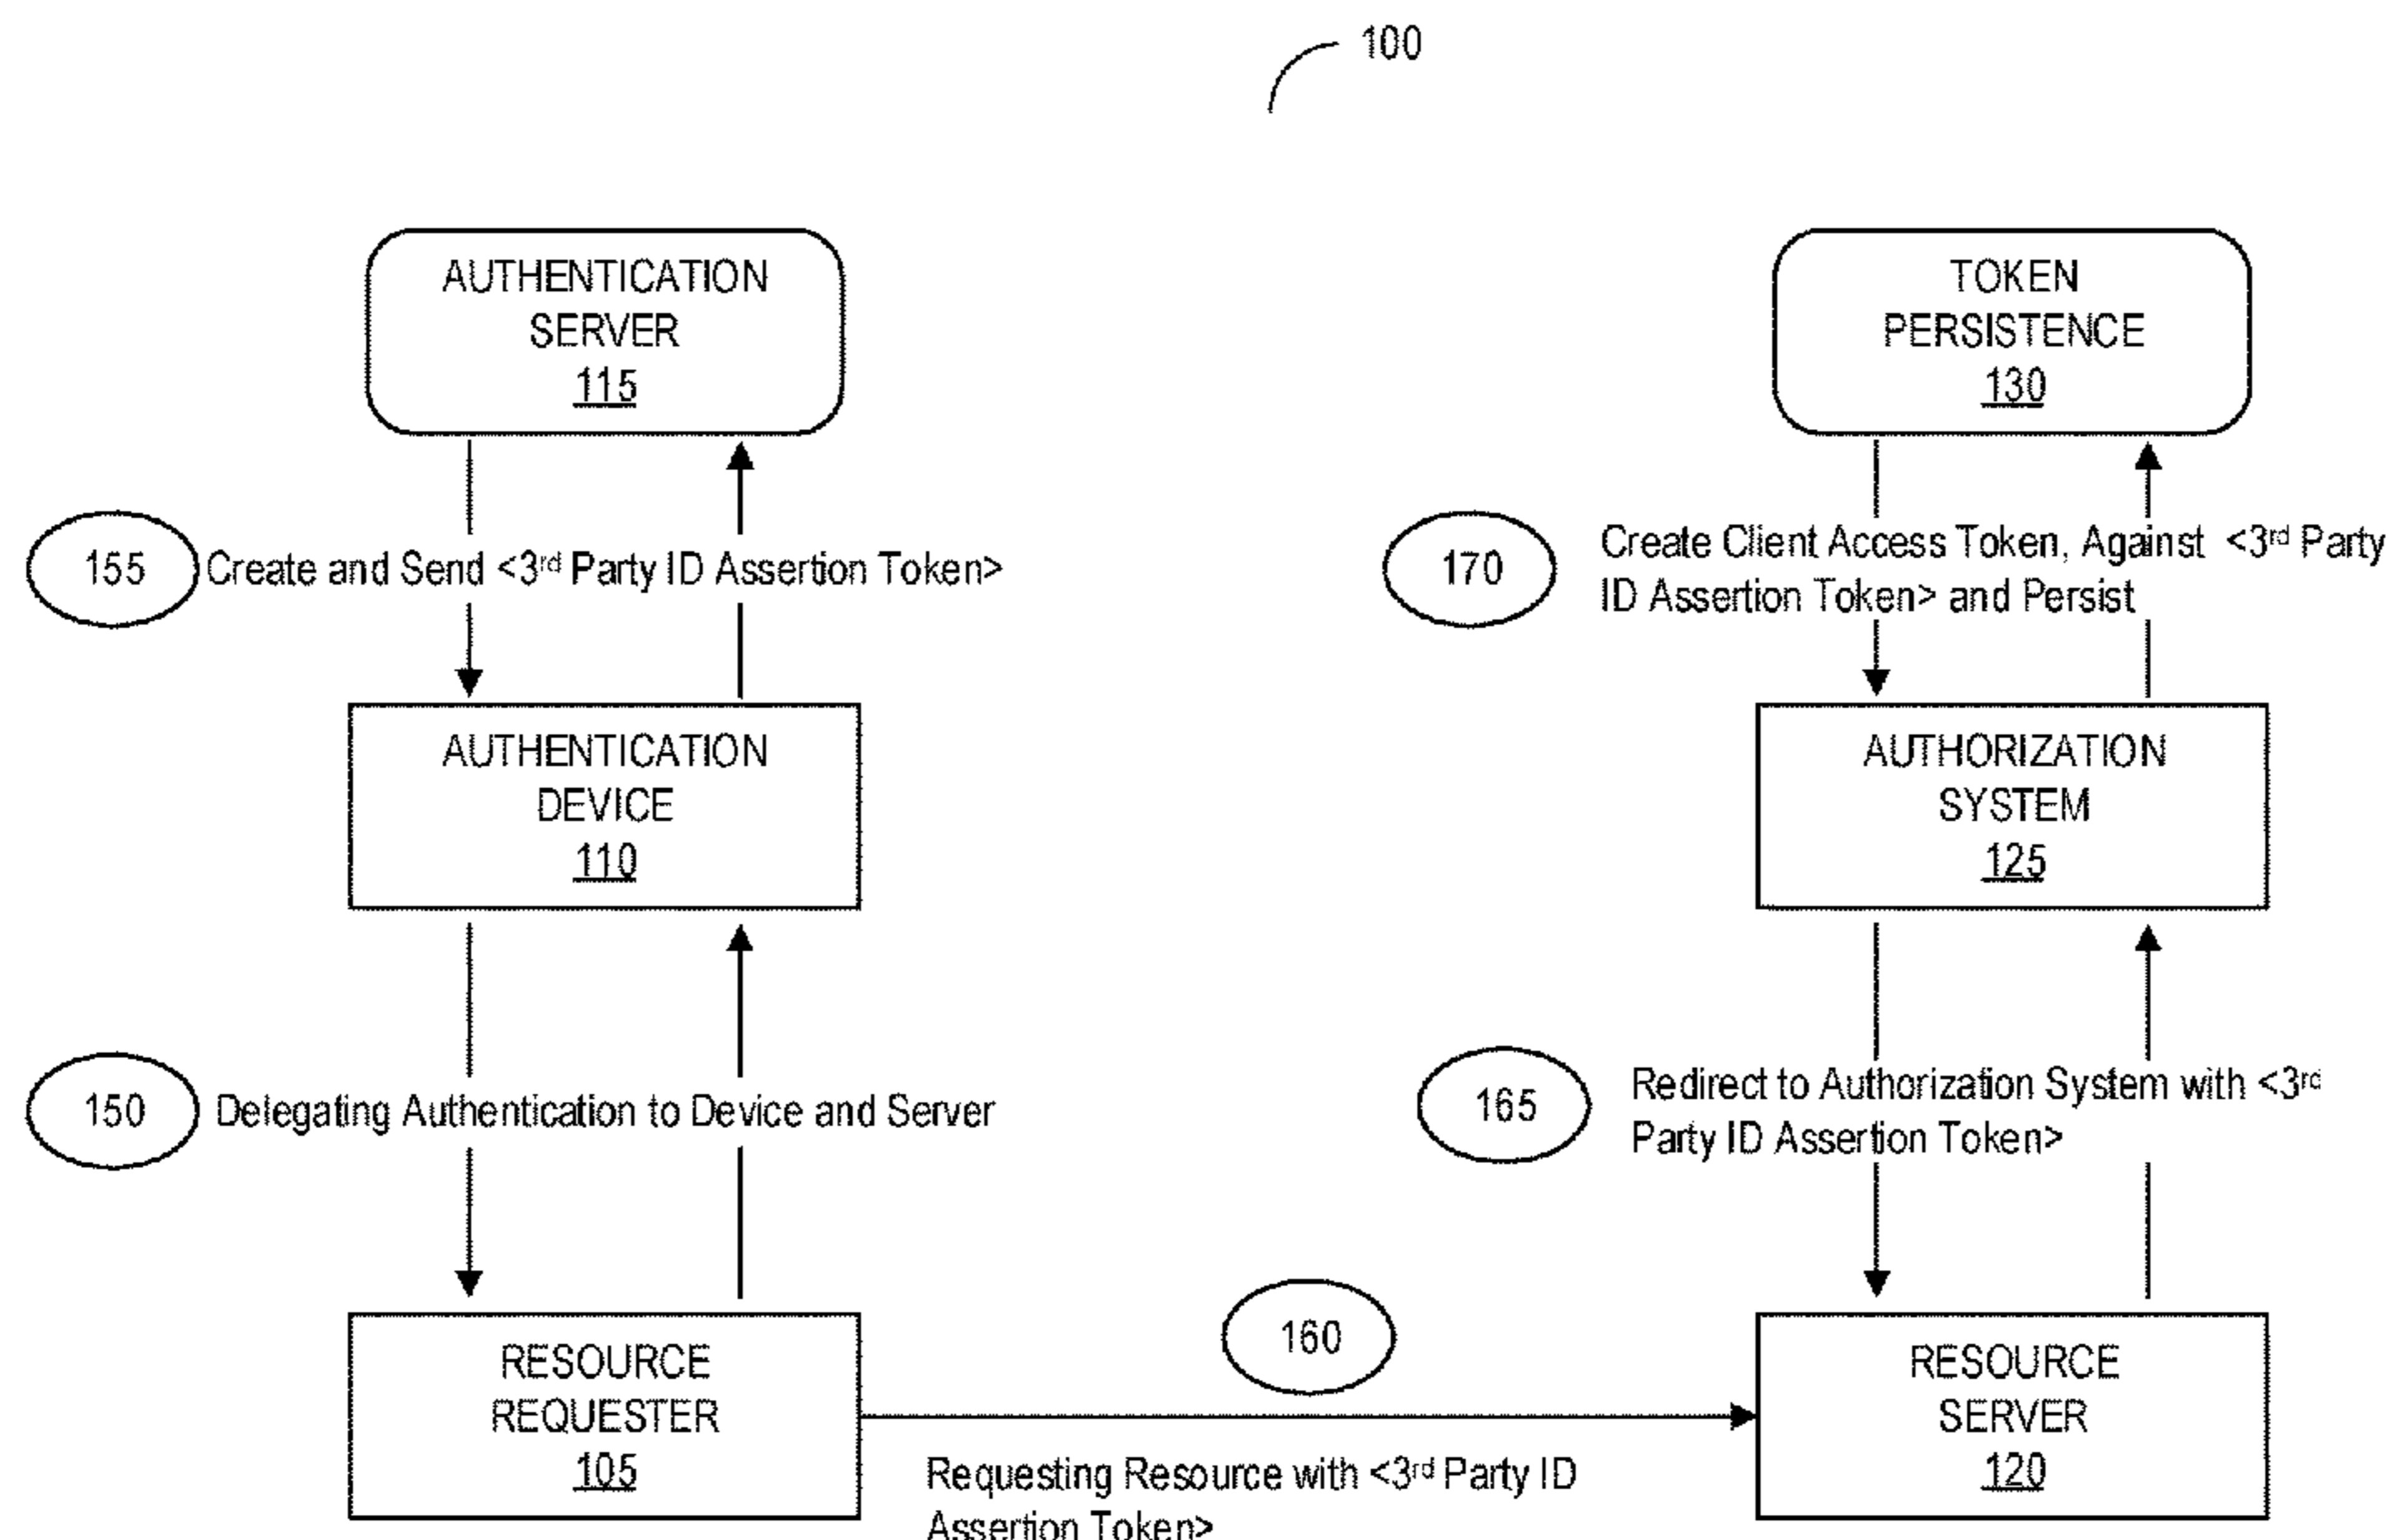 100
AUTHENTICATION
SERVER
115
TOKEN
PERSISTENCE
130
155
Create and Send <3rd Party ID Assertion Token>
170
Create Client Access Token, Against <3rd Party
ID Assertion Token> and Persist
AUTHENTICATION
DEVICE
110
AUTHORIZATION
SYSTEM
125
150
Delegating Authentication to Device and Server
165
Redirect to Authorization System with <3rd
Party ID Assertion Token>
160
RESOURCE
REQUESTER
105
Requesting Resource with <3rd Party ID
Assertion Token>
RESOURCE
SERVER
120